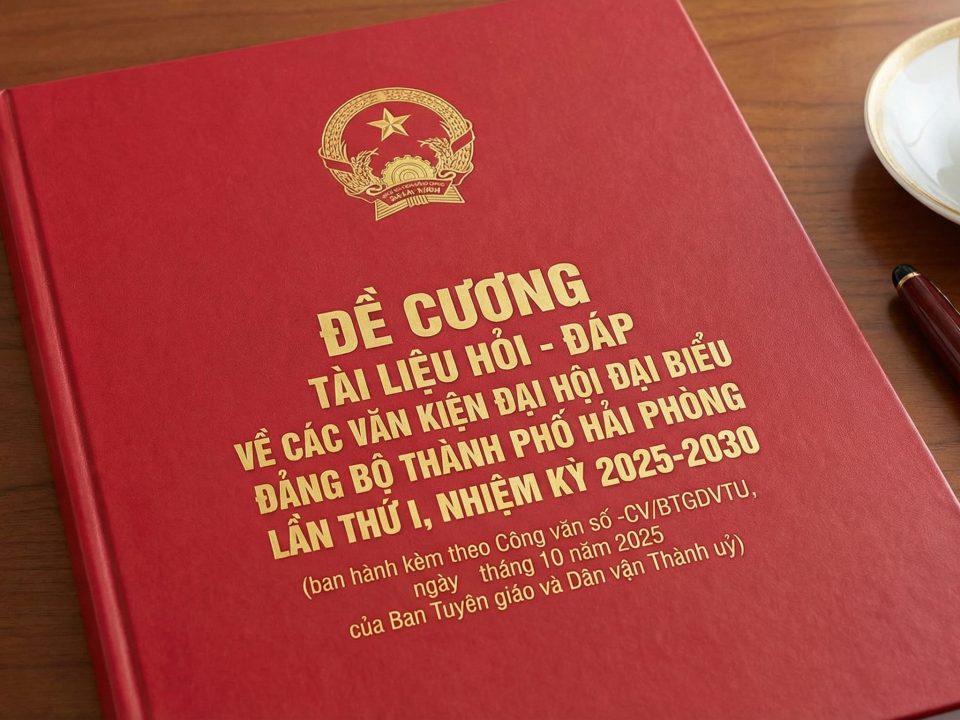 ĐỀ CƯƠNG
TÀI LIỆU HỎI - ĐÁP
VỀ CÁC VĂN KIỆN ĐẠI HỘI ĐẠI BIỂU
ĐẢNG BỘ THÀNH PHỐ HẢI PHÒNG
LẦN THỨ I, NHIỆM KỲ 2025-2030
(ban hành kèm theo Công văn số -CV/BTGDVTU,
ngày tháng 10 năm 2025
của Ban Tuyên giáo và Dân vận Thành uỷ)